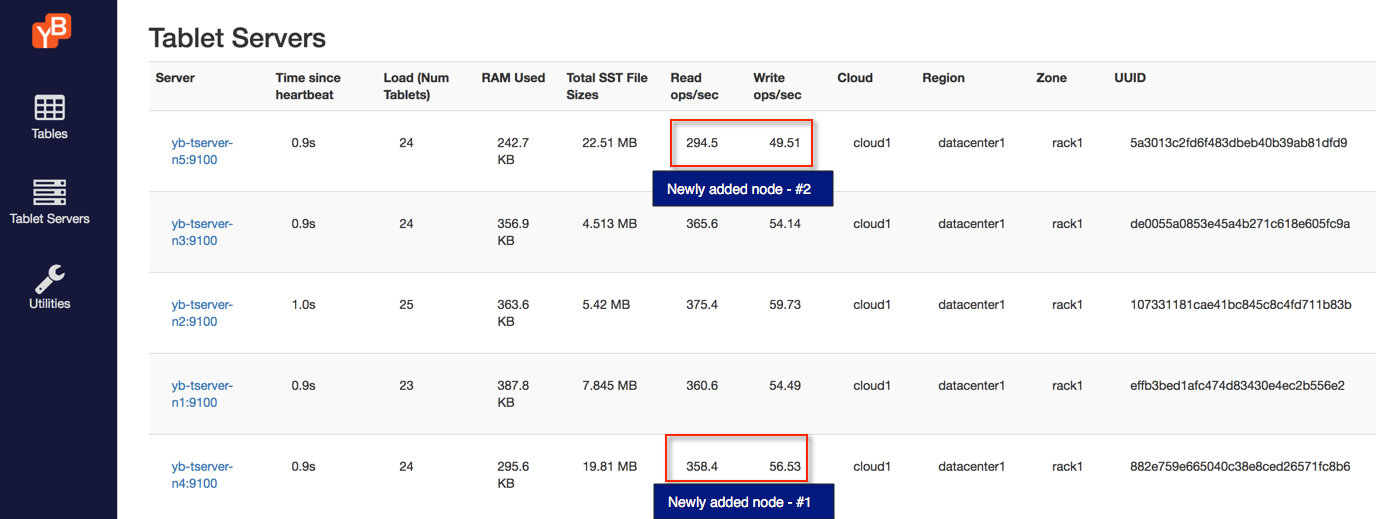 YB
Tablet Servers
Tables
Tablet Servers
Utilities
Server Time since heartbeat Load (Num Tablets) RAM Used Total SST File Sizes Read ops/sec Write ops/sec Cloud Region Zone UUID
yb-tserver-n5:9100 0.9s 24 242.7 KB 22.51 MB 294.5 49.51 cloud1 datacenter1 rack1 5a3013c2fd6f483dbeb40b39ab81dfd9
Newly added node - #2
yb-tserver-n3:9100 0.9s 24 356.9 KB 4.513 MB 365.6 54.14 cloud1 datacenter1 rack1 de0055a0853e45a4b271c618e605fc9a
yb-tserver-n2:9100 1.0s 25 363.6 KB 5.42 MB 375.4 59.73 cloud1 datacenter1 rack1 107331181cae41bc845c8c4fd711b83b
yb-tserver-n1:9100 0.9s 23 387.8 KB 7.845 MB 360.6 54.49 cloud1 datacenter1 rack1 effb3bed1afc474d83430e4ec2b556e2
yb-tserver-n4:9100 0.9s 24 295.6 KB 19.81 MB 358.4 56.53 cloud1 datacenter1 rack1 882e759e665040c38e8ced26571fc8b6
Newly added node - #1